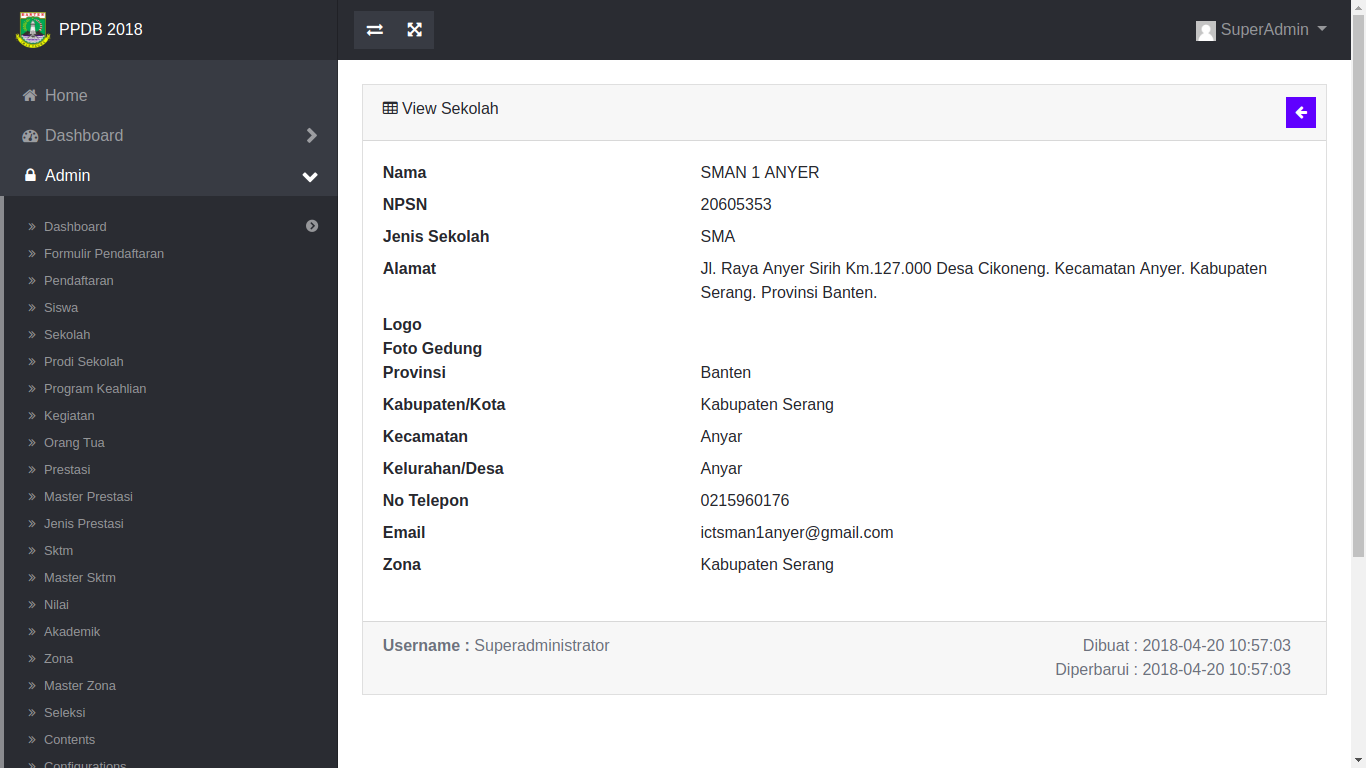 PPDB 2018
SuperAdmin
Home
Dashboard
Admin
Dashboard
Formulir Pendaftaran
Pendaftaran
Siswa
Sekolah
Prodi Sekolah
Program Keahlian
Kegiatan
Orang Tua
Prestasi
Master Prestasi
Jenis Prestasi
Sktm
Master Sktm
Nilai
Akademik
Zona
Master Zona
Seleksi
Contents
Configurations
View Sekolah
Nama SMAN 1 ANYER
NPSN 20605353
Jenis Sekolah SMA
Alamat Jl. Raya Anyer Sirih Km.127.000 Desa Cikoneng. Kecamatan Anyer. Kabupaten
Serang. Provinsi Banten.
Logo
Foto Gedung
Provinsi Banten
Kabupaten/Kota Kabupaten Serang
Kecamatan Anyar
Kelurahan/Desa Anyar
No Telepon 0215960176
Email ictsman1anyer@gmail.com
Zona Kabupaten Serang
Username : Superadministrator
Dibuat : 2018-04-20 10:57:03
Diperbarui : 2018-04-20 10:57:03